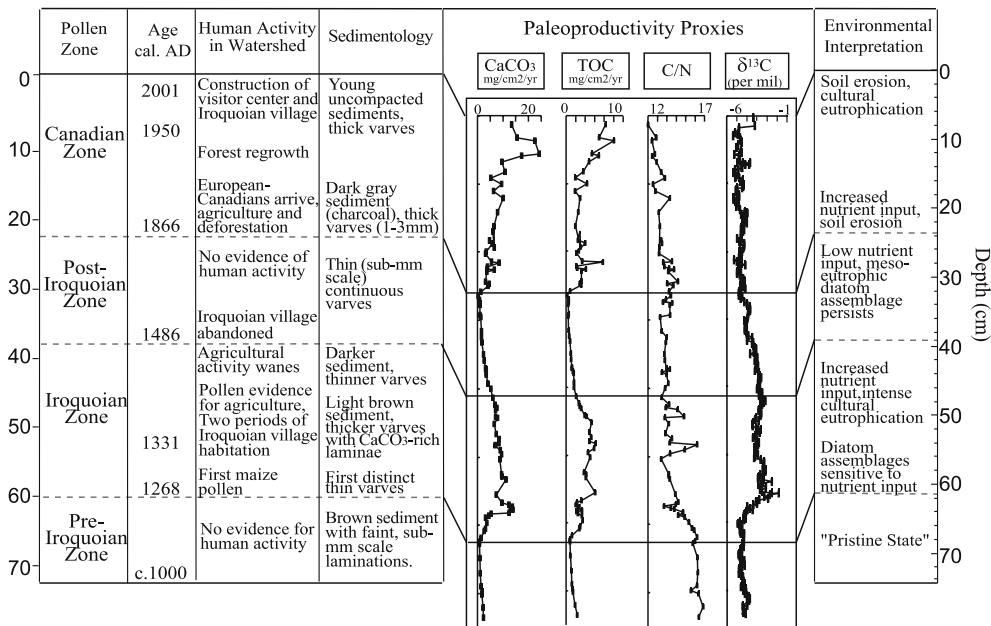 Pollen
Zone
Age
cal. AD
Human Activity
in Watershed
Sedimentology
Paleoproductivity Proxies
Environmental
Interpretation
CaCO3
mg/cm2/yr
TOC
mg/cm2/yr
C/N
δ13C
(per mil)
0 20
0 10
12 17
-6 -1
0
10
20
30
40
50
60
70
Canadian
Zone
Post-
Iroquoian
Zone
Iroquoian
Zone
Pre-
Iroquoian
Zone
2001
1950
1866
1486
1331
1268
c.1000
Construction of
visitor center and
Iroquoian village
Forest regrowth
European-
Canadians arrive,
agriculture and
deforestation
No evidence of
human activity
Iroquoian village
abandoned
Agricultural
activity wanes
Pollen evidence
for agriculture,
Two periods of
Iroquoian village
habitation
First maize
pollen
No evidence for
human activity
Young
uncompacted
sediments,
thick varves
Dark gray
sediment
(charcoal), thick
varves (1-3mm)
Thin (sub-mm
scale)
continuous
varves
Darker
sediment,
thinner varves
Light brown
sediment,
thicker varves
with CaCO3-rich
laminae
First distinct
thin varves
Brown sediment
with faint, sub-
mm scale
laminations.
Soil erosion,
cultural
eutrophication
Increased
nutrient input,
soil erosion
Low nutrient
input, meso-
eutrophic
diatom
assemblage
persists
Increased
nutrient
input,intense
cultural
eutrophication
Diatom
assemblages
sensitive to
nutrient input
"Pristine State"
0
10
20
30
40
50
60
70
Depth (cm)